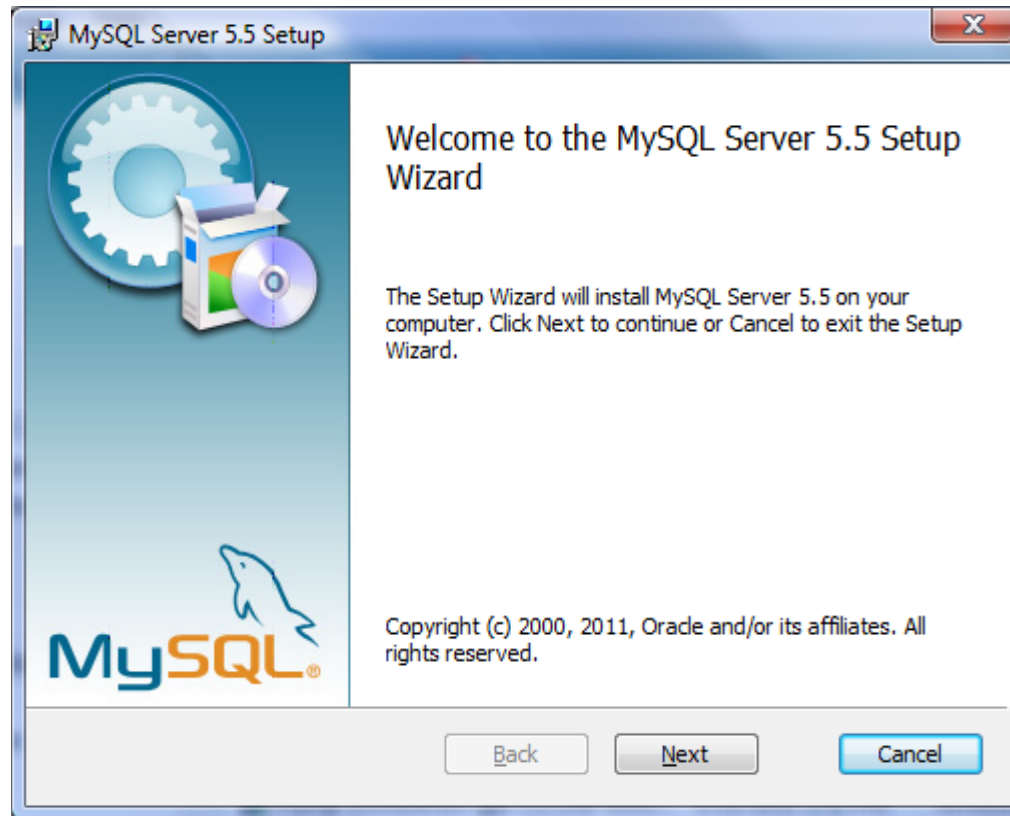 MySQL Server 5.5 Setup
Welcome to the MySQL Server 5.5 Setup
Wizard
The Setup Wizard will install MySQL Server 5.5 on your
computer. Click Next to continue or Cancel to exit the Setup
Wizard.
Copyright (c) 2000, 2011, Oracle and/or its affiliates. All
rights reserved.
MySQL®
Back Next Cancel